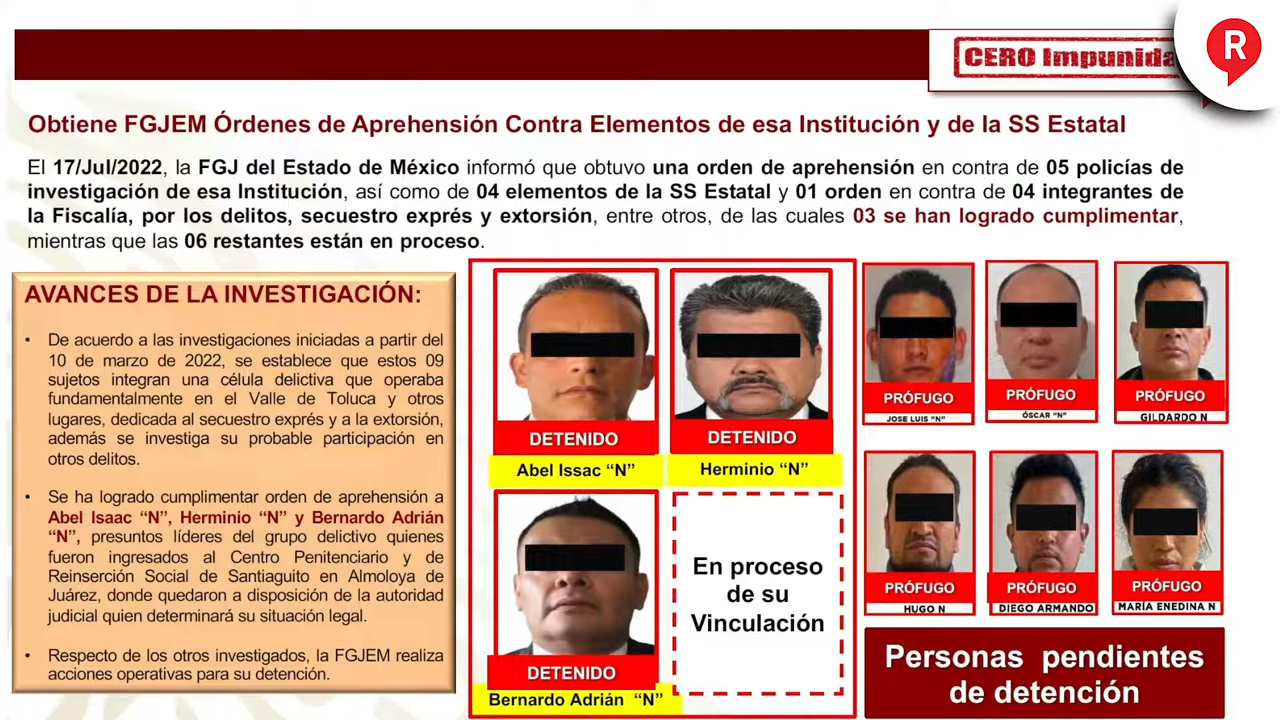 CERO Impunida
R
Obtiene FGJEM Órdenes de Aprehensión Contra Elementos de esa Institución y de la SS Estatal
El 17/Jul/2022, la FGJ del Estado de México informó que obtuvo una orden de aprehensión en contra de 05 policías de
investigación de esa Institución, así como de 04 elementos de la SS Estatal y 01 orden en contra de 04 integrantes de
la Fiscalía, por los delitos, secuestro exprés y extorsión, entre otros, de las cuales 03 se han logrado cumplimentar,
mientras que las 06 restantes están en proceso.
AVANCES DE LA INVESTIGACIÓN:
• De acuerdo a las investigaciones iniciadas a partir del
10 de marzo de 2022, se establece que estos 09
sujetos integran una célula delictiva que operaba
fundamentalmente en el Valle de Toluca y otros
lugares, dedicada al secuestro exprés y a la extorsión,
además se investiga su probable participación en
otros delitos.
• Se ha logrado cumplimentar orden de aprehensión a
Abel Isaac “N”, Herminio “N” y Bernardo Adrián
“N”, presuntos líderes del grupo delictivo quienes
fueron ingresados al Centro Penitenciario y de
Reinserción Social de Santiaguito en Almoloya de
Juárez, donde quedaron a disposición de la autoridad
judicial quien determinará su situación legal.
• Respecto de los otros investigados, la FGJEM realiza
acciones operativas para su detención.
DETENIDO
Abel Issac “N”
DETENIDO
Herminio “N”
DETENIDO
Bernardo Adrián “N”
En proceso
de su
Vinculación
PRÓFUGO
JOSE LUIS “N”
PRÓFUGO
ÓSCAR “N”
PRÓFUGO
GILDARDO N
PRÓFUGO
HUGO N
PRÓFUGO
DIEGO ARMANDO
PRÓFUGO
MARÍA ENEDINA N
Personas pendientes
de detención